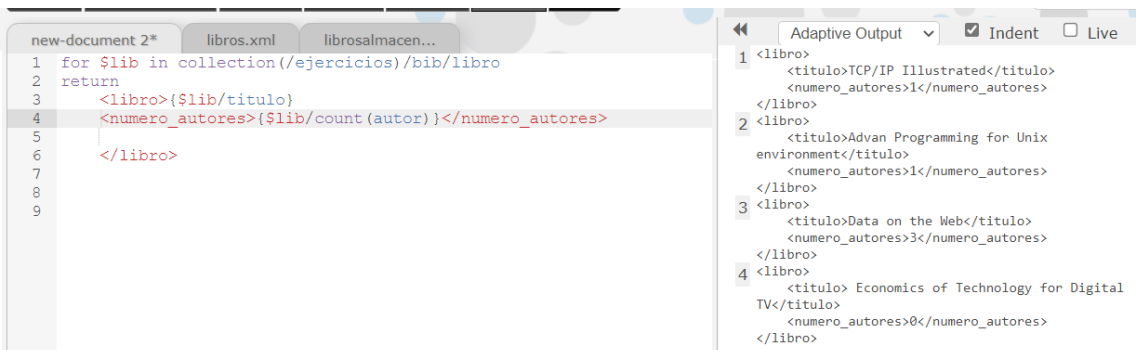 new-document 2*
libros.xml
librosalmacen...
1 for $lib in collection(/ejercicios)/bib/libro
2 return
3 <libro>{$lib/titulo}
4 <numero_autores>{$lib/count(autor)}</numero_autores>
5
6 </libro>
7
8
9
Adaptive Output
Indent
Live
1 <libro>
<titulo>TCP/IP Illustrated</titulo>
<numero_autores>1</numero_autores>
</libro>
2 <libro>
<titulo>Advan Programming for Unix
environment</titulo>
<numero_autores>1</numero_autores>
</libro>
3 <libro>
<titulo>Data on the Web</titulo>
<numero_autores>3</numero_autores>
</libro>
4 <libro>
<titulo> Economics of Technology for Digital
TV</titulo>
<numero_autores>0</numero_autores>
</libro>